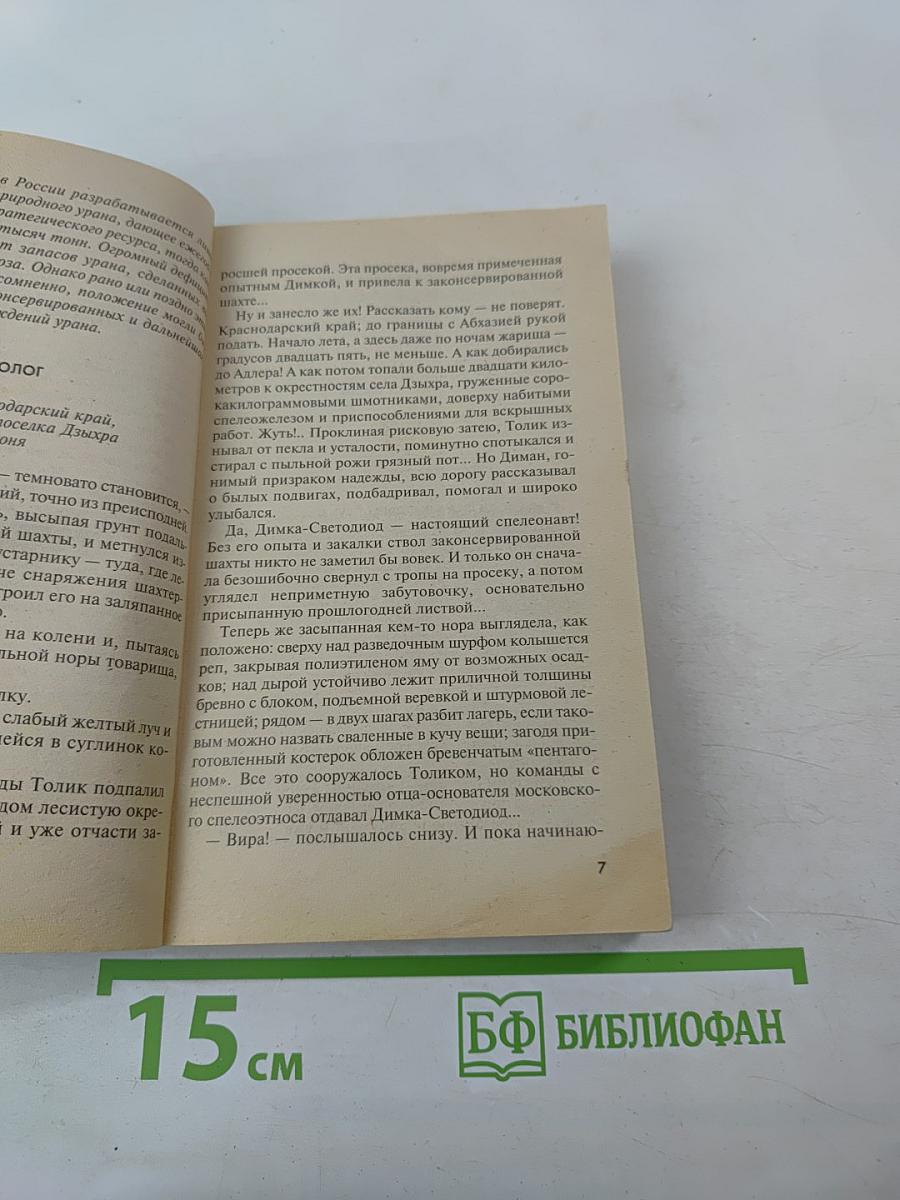 в России разрабатывается
природного урана, дающее
ратегического ресурса, тогда
тысяч тонн. Огромный
т запасов урана, сделанных
рза. Однако рано или поздно
сомненно, положение могли
консервированных и дальнейшая
ждений урана.
ОЛОГ
одарский край,
поселка Дзыхра
юня
— темновато становится, –
ий, точно из преисподней
ь, высыпая грунт подаль-
й шахты, и метнулся из-
устарнику — туда, где ле-
че снаряжения шахтер-
троил его на заляпанное
о.
на колени и, пытаясь
льной норы товарища,
лку.
слабый желтый луч и
шейся в суглинок ко-
ды Толик подпалил
дом лесистую окре-
й и уже отчасти за-
росшей просекой. Эта просека, вовремя примеченная
опытным Димкой, и привела к законсервированной
шахте...
Ну и занесло же их! Рассказать кому — не поверят.
Краснодарский край; до границы с Абхазией рукой
подать. Начало лета, а здесь даже по ночам жарища —
градусов двадцать пять, не меньше. А как добирались
до Адлера! А как потом топали больше двадцати кило-
метров к окрестностям села Дзыхра, груженные соро-
какилограммовыми шмотниками, доверху набитыми
спелеожелезом и приспособлениями для вскрышных
работ. Жуть!.. Проклиная рисковую затею, Толик из-
нывал от пекла и усталости, поминутно спотыкался и
стирал с пыльной рожи грязный пот... Но Диман, го-
нимый призраком надежды, всю дорогу рассказывал
о былых подвигах, подбадривал, помогал и широко
улыбался.
Да, Димка-Светодиод — настоящий спелеонавт!
Без его опыта и закалки ствол законсервированной
шахты никто не заметил бы вовек. И только он снача-
ла безошибочно свернул с тропы на просеку, а потом
углядел неприметную забутовочку, основательно
присыпанную прошлогодней листвой...
Теперь же засыпанная кем-то нора выглядела, как
положено: сверху над разведочным шурфом колышется
реп, закрывая полиэтиленом яму от возможных осад-
ков; над дырой устойчиво лежит приличной толщины
бревно с блоком, подъемной веревкой и штурмовой ле-
стницей; рядом — в двух шагах разбит лагерь, если тако-
вым можно назвать сваленные в кучу вещи; загодя при-
готовленный костерок обложен бревенчатым «пентаго-
ном». Все это сооружалось Толиком, но команды с
неспешной уверенностью отца-основателя московско-
го спелеоэтноса отдавал Димка-Светодиод...
— Вира! — послышалось снизу. И пока начинаю-
7
15 см
БФ БИБЛИОФАН